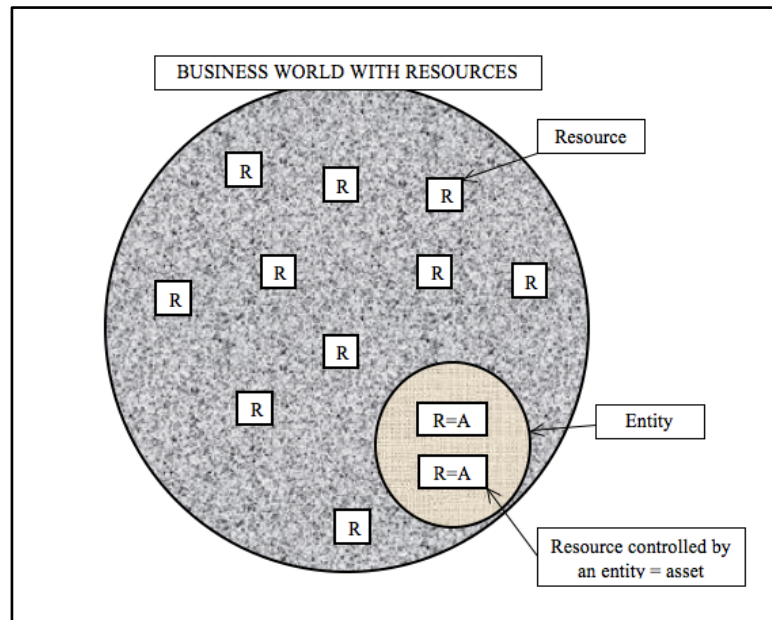 BUSINESS WORLD WITH RESOURCES
Resource
R
R
R
R
R
R
R
R
R
R=A
Entity
R=A
R
Resource controlled by
an entity = asset